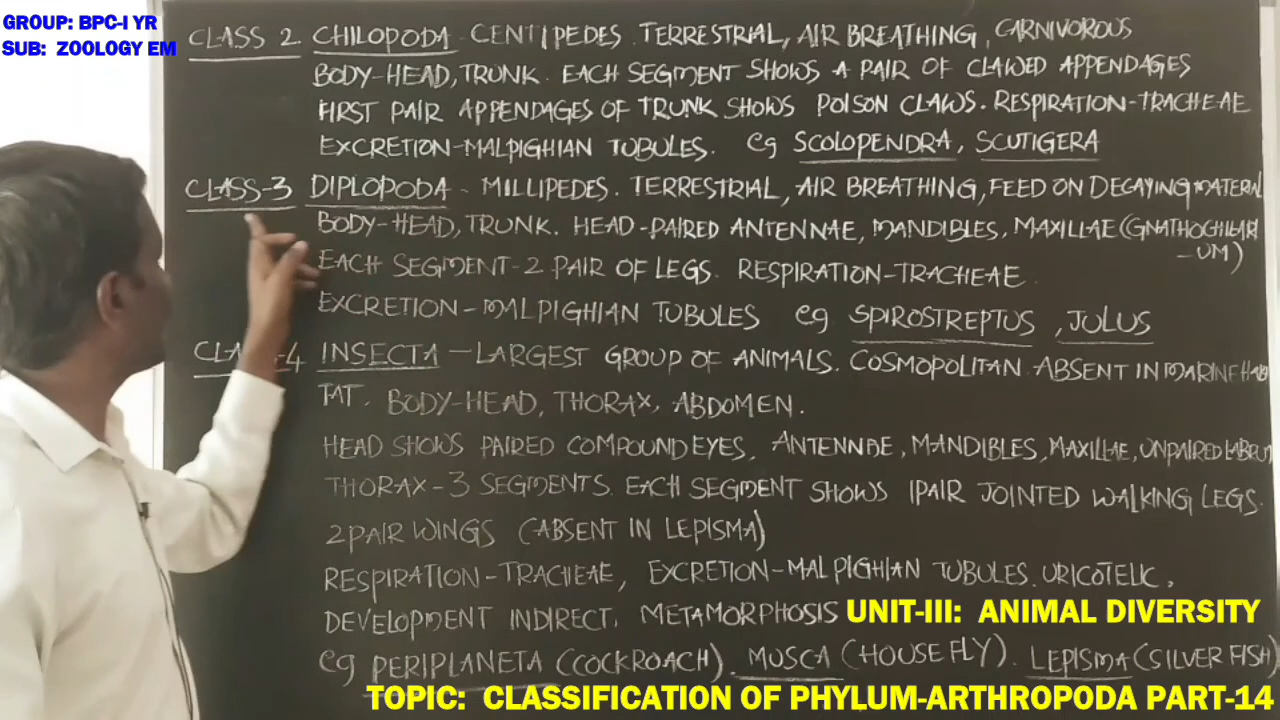 GROUP: BPC-I YR
SUB: ZOOLOGY EM
CLASS 2 CHILOPODA. CENTIPEDES. TERRESTRIAL, AIR BREATHING, CARNIVOROUS
BODY-HEAD, TRUNK. EACH SEGMENT SHOWS A PAIR OF CLAWED APPENDAGES
FIRST PAIR APPENDAGES OF TRUNK SHOWS POISON CLAWS. RESPIRATION-TRACHEAE
EXCRETION-MALPIGHIAN TUBULES. eg SCOLOPENDRA, SCUTIGERA
CLASS-3 DIPLOPODA - MILLIPEDES. TERRESTRIAL, AIR BREATHING, FEED ON DECAYING MATERIAL
BODY-HEAD, TRUNK. HEAD-PAIRED ANTENNAE, MANDIBLES, MAXILLAE (GNATHOCHILARI
-UM)
EACH SEGMENT-2 PAIR OF LEGS. RESPIRATION-TRACHEAE.
EXCRETION-MALPIGHIAN TUBULES eg SPIROSTREPTUS, JULUS
4 INSECTA - LARGEST GROUP OF ANIMALS. COSMOPOLITAN. ABSENT IN MARINE HABI
TAT. BODY-HEAD, THORAX, ABDOMEN.
HEAD SHOWS PAIRED COMPOUND EYES, ANTENNAE, MANDIBLES, MAXILLAE, UNPAIRED LABRUM
THORAX-3 SEGMENTS. EACH SEGMENT SHOWS 1 PAIR JOINTED WALKING LEGS.
2 PAIR WINGS (ABSENT IN LEPISMA)
RESPIRATION-TRACHEAE, EXCRETION-MALPIGHIAN TUBULES. URICOTELIC.
DEVELOPMENT INDIRECT, METAMORPHOSIS
UNIT-III: ANIMAL DIVERSITY
eg PERIPLANETA (COCKROACH). MUSCA (HOUSEFLY). LEPISMA (SILVER FISH)
TOPIC: CLASSIFICATION OF PHYLUM-ARTHROPODA PART-14